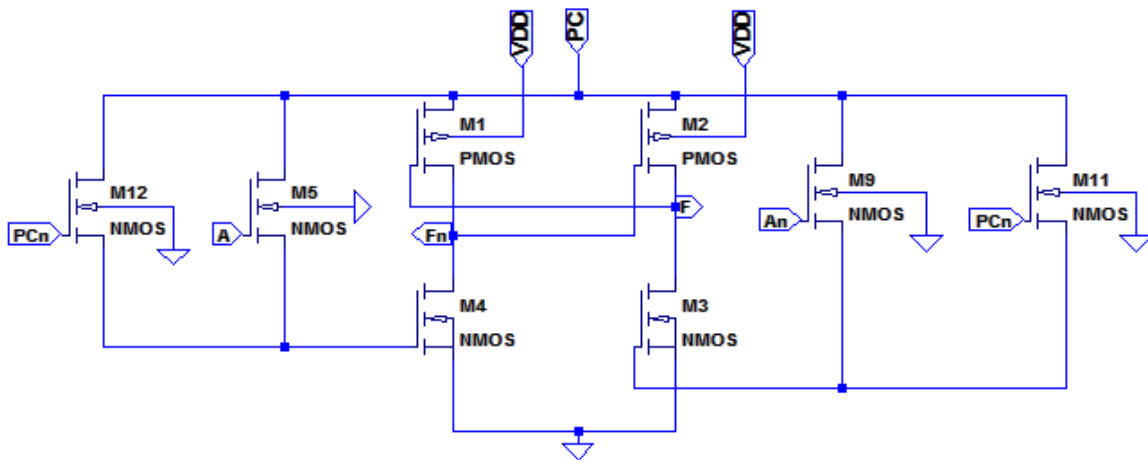 VDD
PC
VDD
M1
PMOS
M2
PMOS
M12
NMOS
PCn
M5
NMOS
A
F
Fn
M9
NMOS
An
M11
NMOS
PCn
M4
NMOS
M3
NMOS